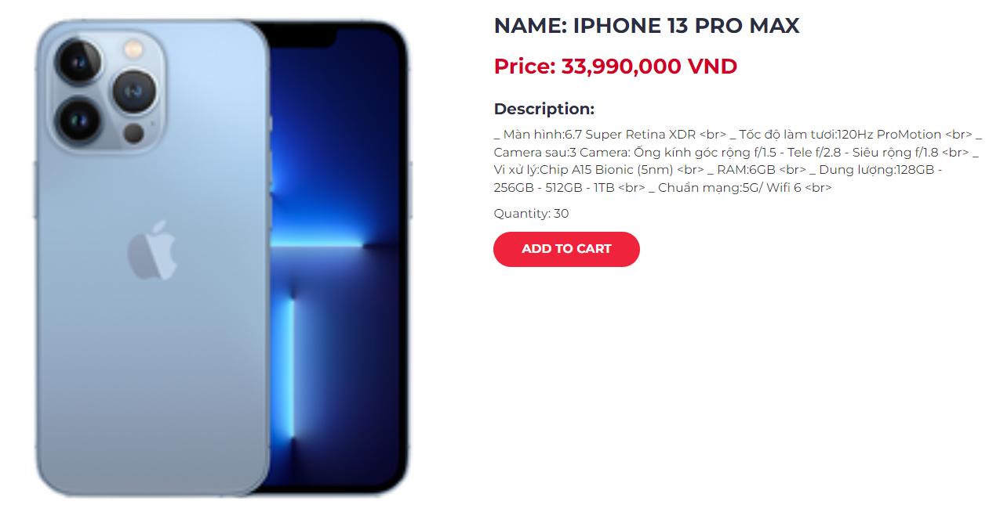 NAME: IPHONE 13 PRO MAX
Price: 33,990,000 VND
Description:
_ Màn hình:6.7 Super Retina XDR <br> _ Tốc độ làm tươi:120Hz ProMotion <br> _
Camera sau:3 Camera: Ống kính góc rộng f/1.5 - Tele f/2.8 - Siêu rộng f/1.8 <br> _
Vi xử lý:Chip A15 Bionic (5nm) <br> _ RAM:6GB <br> _ Dung lượng:128GB -
256GB - 512GB - 1TB <br> _ Chuẩn mạng:5G/ Wifi 6 <br>
Quantity: 30
ADD TO CART